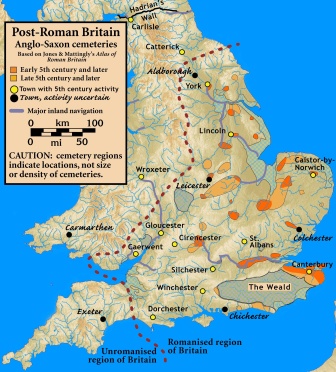 Hadrian's
Wall
Post-Roman Britain
Anglo-Saxon cemeteries
Based on Jones & Mattingly's Atlas of
Roman Britain
Early 5th century and later
Late 5th century and later
Town with 5th century activity
Town, activity uncertain
Major inland navigation
0 km 100
0 mi 50
CAUTION: cemetery regions
indicate locations, not size
or density of cemeteries.
Carlisle
Catterick
Aldborough
York
Lincoln
Wroxeter
Leicester
Caistor-by-
Norwich
Carmarthen
Gloucester
Cirencester
St.
Albans
Colchester
Caerwent
Silchester
Canterbury
The Weald
Winchester
Exeter
Dorchester
Chichester
Unromanised
region of Britain
Romanised region
of Britain